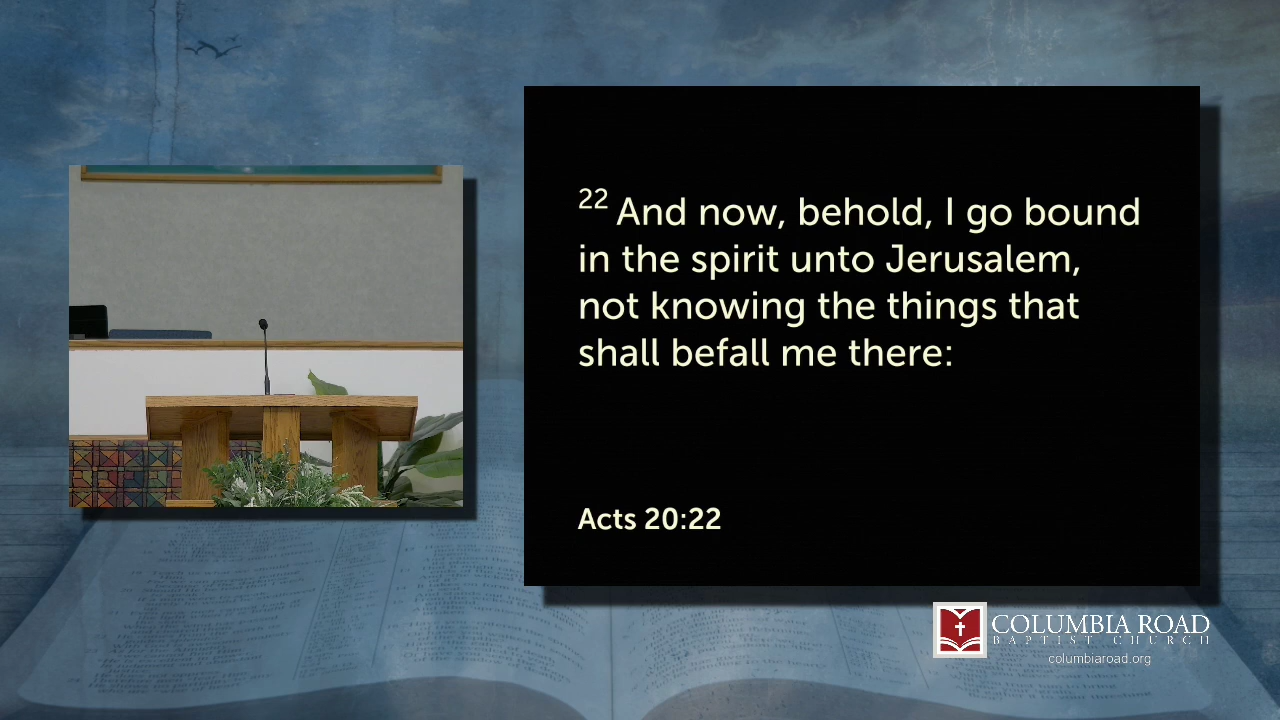 22 And now, behold, I go bound
in the spirit unto Jerusalem,
not knowing the things that
shall befall me there:
Acts 20:22
COLUMBIA ROAD
BAPTIST CHURCH
columbiaroad.org